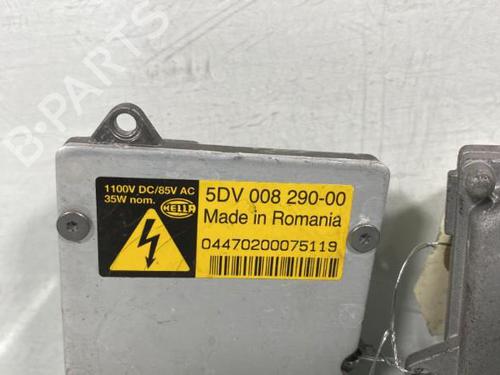 1100V DC/85V AC
35W nom.
HELLA
5DV 008 290-00
Made in Romania
04470200075119
B-PARTS